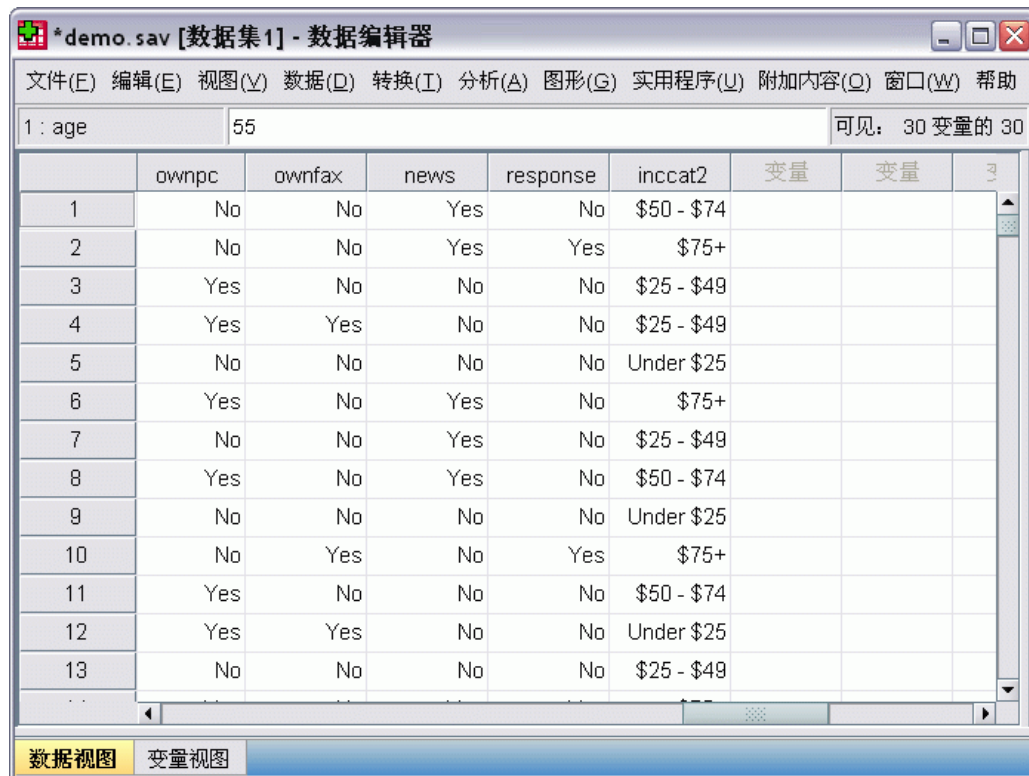 *demo.sav [数据集1] - 数据编辑器
文件(F) 编辑(E) 视图(V) 数据(D) 转换(T) 分析(A) 图形(G) 实用程序(U) 附加内容(O) 窗口(W) 帮助
1 : age 55 可见: 30 变量的 30
ownpc ownfax news response inccat2 变量 变量
1 No No Yes No $50 - $74
2 No No Yes Yes $75+
3 Yes No No No $25 - $49
4 Yes Yes No No $25 - $49
5 No No No No Under $25
6 Yes No Yes No $75+
7 No No Yes No $25 - $49
8 Yes No Yes No $50 - $74
9 No No No No Under $25
10 No Yes No Yes $75+
11 Yes No No No $50 - $74
12 Yes Yes No No Under $25
13 No No No No $25 - $49
数据视图 变量视图